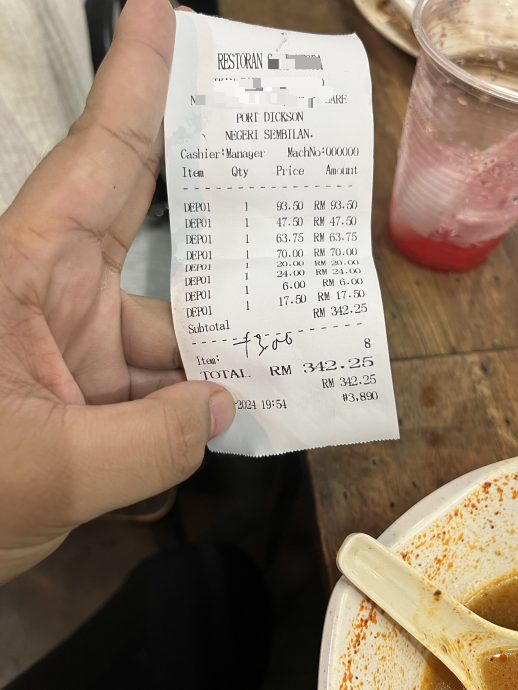 RESTORAN
PORT DICKSON
NEGERI SEMBILAN.
Cashier:Manager MachNo:000000
Item Qty Price Amount
DEP01 1 93.50 RM 93.50
DEP01 1 47.50 RM 47.50
DEP01 1 63.75 RM 63.75
DEP01 1 70.00 RM 70.00
DEP01 1 20.00 RM 20.00
DEP01 1 24.00 RM 24.00
DEP01 1 6.00 RM 6.00
DEP01 1 17.50 RM 17.50
Subtotal RM 342.25
Item: 8
TOTAL RM 342.25
RM 342.25
2024 19:54 #3,890